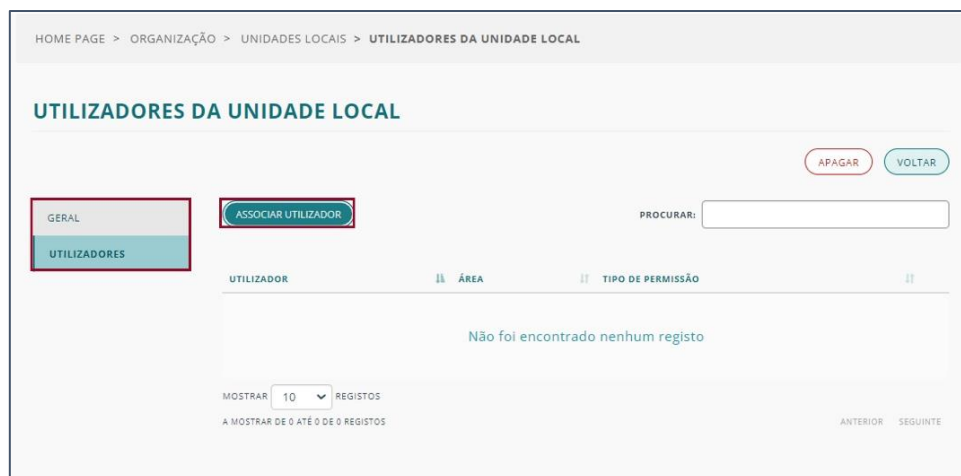 HOME PAGE > ORGANIZAÇÃO > UNIDADES LOCAIS > UTILIZADORES DA UNIDADE LOCAL
UTILIZADORES DA UNIDADE LOCAL
APAGAR VOLTAR
GERAL
UTILIZADORES
ASSOCIAR UTILIZADOR PROCURAR:
UTILIZADOR ÁREA TIPO DE PERMISSÃO
Não foi encontrado nenhum registo
MOSTRAR 10 REGISTOS
A MOSTRAR DE 0 ATÉ 0 DE 0 REGISTOS ANTERIOR SEGUINTE